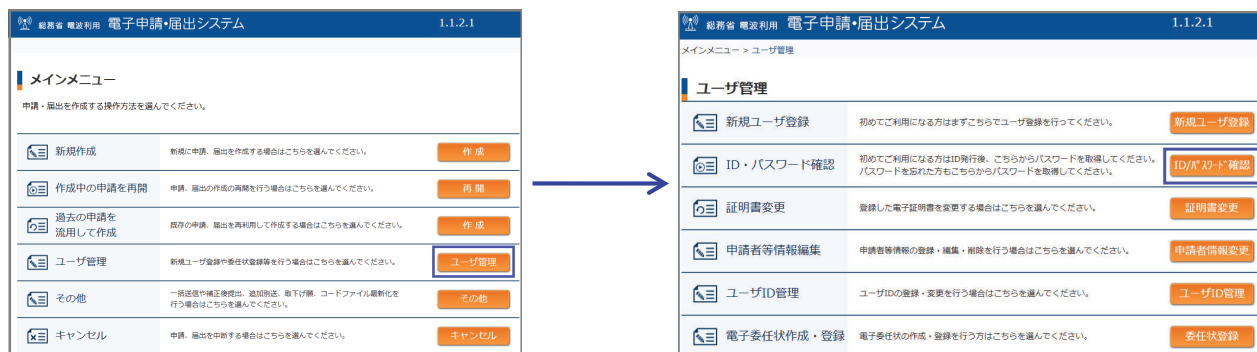 総務省 電波利用 電子申請・届出システム 1.1.2.1
メインメニュー
申請・届出を作成する操作方法を選んでください。
新規作成 新規に申請、届出を作成する場合はこちらを選んでください。 作 成
作成中の申請を再開 申請、届出の作成の再開を行う場合はこちらを選んでください。 再 開
過去の申請を
流用して作成 既存の申請、届出を再利用して作成する場合はこちらを選んでください。 作 成
ユーザ管理 新規ユーザ登録や委任状登録等を行う場合はこちらを選んでください。 ユーザ管理
その他 一括送信や補正後提出、追加別送、取下げ願、コードファイル最新化を
行う場合はこちらを選んでください。 その他
キャンセル 申請、届出を中断する場合はこちらを選んでください。 キャンセル
総務省 電波利用 電子申請・届出システム 1.1.2.1
メインメニュー > ユーザ管理
ユーザ管理
新規ユーザ登録 初めてご利用になる方はまずこちらでユーザ登録を行ってください。 新規ユーザ登録
ID・パスワード確認 初めてご利用になる方はID発行後、こちらからパスワードを取得してください。
パスワードを忘れた方もこちらからパスワードを取得してください。 ID/ﾊﾟｽﾜｰﾄﾞ確認
証明書変更 登録した電子証明書を変更する場合はこちらを選んでください。 証明書変更
申請者等情報編集 申請者等情報の登録・編集・削除を行う場合はこちらを選んでください。 申請者情報変更
ユーザID管理 ユーザIDの登録・変更を行う場合はこちらを選んでください。 ユーザID管理
電子委任状作成・登録 電子委任状の作成・登録を行う方はこちらを選んでください。 委任状登録